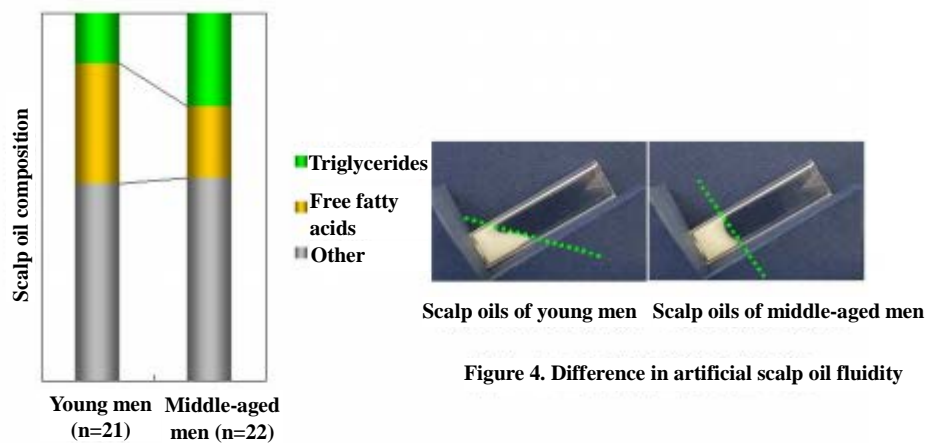 Scalp oil composition
Triglycerides
Free fatty
acids
Other
Young men
(n=21)
Middle-aged
men (n=22)
Scalp oils of young men
Scalp oils of middle-aged men
Figure 4. Difference in artificial scalp oil fluidity